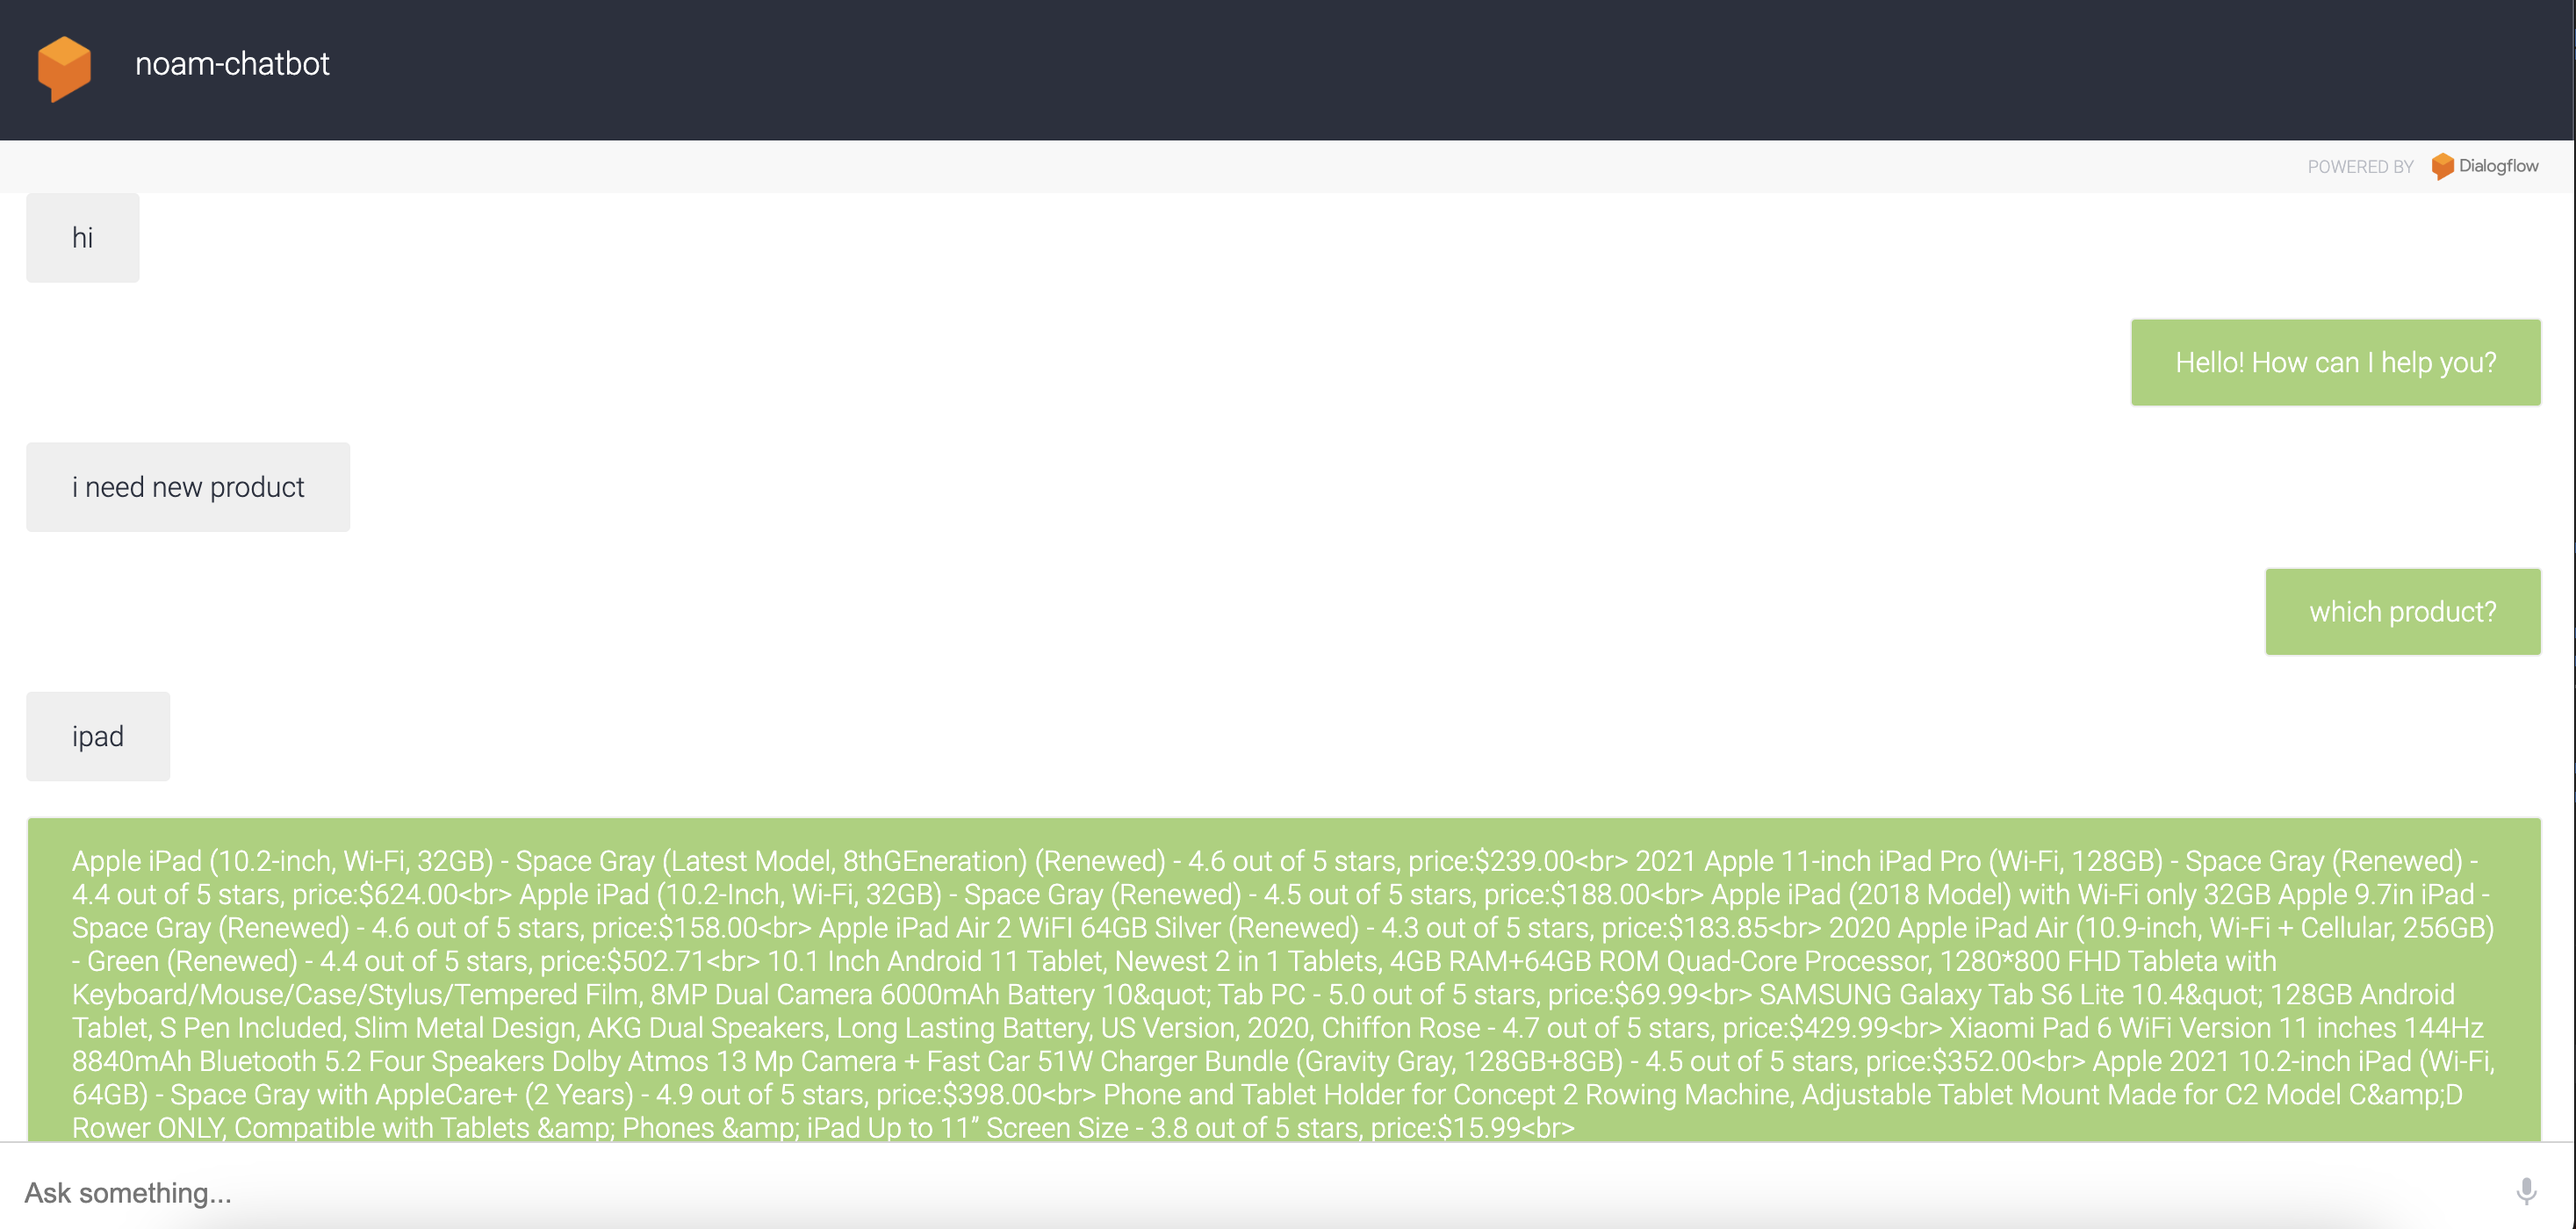 noam-chatbot
POWERED BY Dialogflow
hi
Hello! How can I help you?
i need new product
which product?
ipad
Apple iPad (10.2-inch, Wi-Fi, 32GB) - Space Gray (Latest Model, 8thGEneration) (Renewed) - 4.6 out of 5 stars, price:$239.00<br> 2021 Apple 11-inch iPad Pro (Wi-Fi, 128GB) - Space Gray (Renewed) -
4.4 out of 5 stars, price:$624.00<br> Apple iPad (10.2-Inch, Wi-Fi, 32GB) - Space Gray (Renewed) - 4.5 out of 5 stars, price:$188.00<br> Apple iPad (2018 Model) with Wi-Fi only 32GB Apple 9.7in iPad -
Space Gray (Renewed) - 4.6 out of 5 stars, price:$158.00<br> Apple iPad Air 2 WiFI 64GB Silver (Renewed) - 4.3 out of 5 stars, price:$183.85<br> 2020 Apple iPad Air (10.9-inch, Wi-Fi + Cellular, 256GB)
- Green (Renewed) - 4.4 out of 5 stars, price:$502.71<br> 10.1 Inch Android 11 Tablet, Newest 2 in 1 Tablets, 4GB RAM+64GB ROM Quad-Core Processor, 1280*800 FHD Tableta with
Keyboard/Mouse/Case/Stylus/Tempered Film, 8MP Dual Camera 6000mAh Battery 10&quot; Tab PC - 5.0 out of 5 stars, price:$69.99<br> SAMSUNG Galaxy Tab S6 Lite 10.4&quot; 128GB Android
Tablet, S Pen Included, Slim Metal Design, AKG Dual Speakers, Long Lasting Battery, US Version, 2020, Chiffon Rose - 4.7 out of 5 stars, price:$429.99<br> Xiaomi Pad 6 WiFi Version 11 inches 144Hz
8840mAh Bluetooth 5.2 Four Speakers Dolby Atmos 13 Mp Camera + Fast Car 51W Charger Bundle (Gravity Gray, 128GB+8GB) - 4.5 out of 5 stars, price:$352.00<br> Apple 2021 10.2-inch iPad (Wi-Fi,
64GB) - Space Gray with AppleCare+ (2 Years) - 4.9 out of 5 stars, price:$398.00<br> Phone and Tablet Holder for Concept 2 Rowing Machine, Adjustable Tablet Mount Made for C2 Model C&amp;D
Rower ONLY, Compatible with Tablets &amp; Phones &amp; iPad Up to 11” Screen Size - 3.8 out of 5 stars, price:$15.99<br>
Ask something...